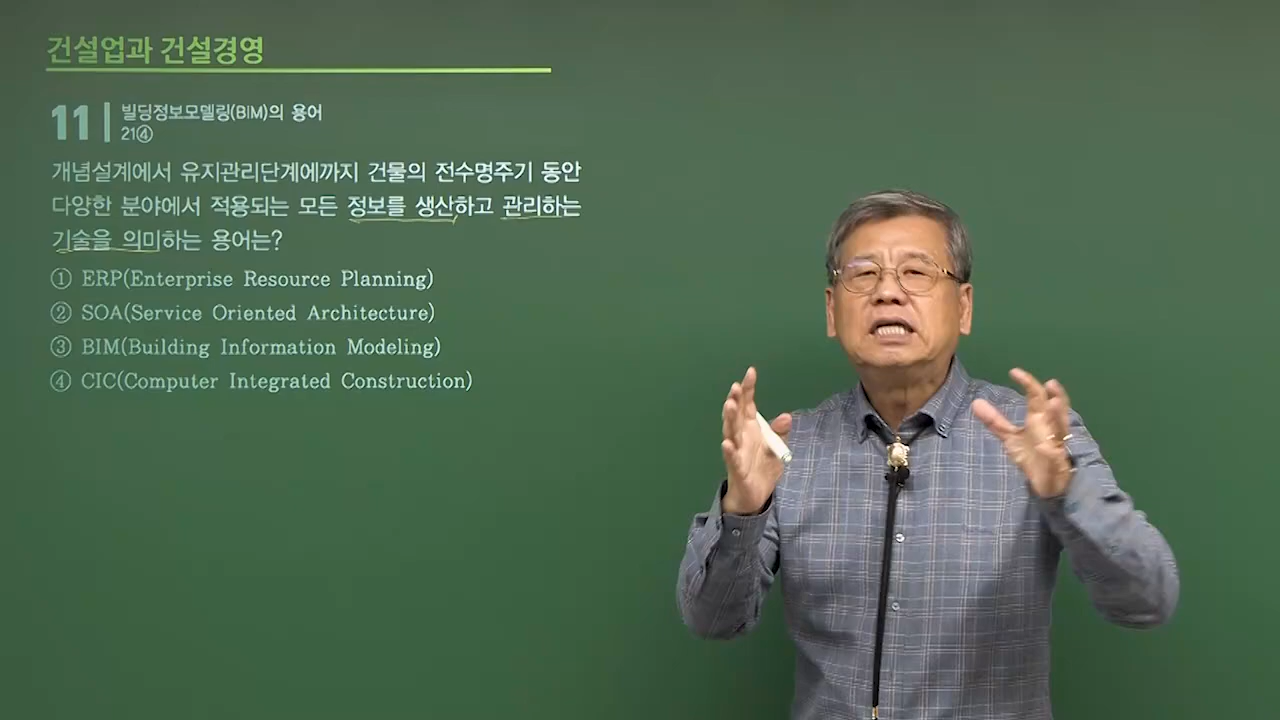 건설업과 건설경영
11 빌딩정보모델링(BIM)의 용어
21④
개념설계에서 유지관리단계에까지 건물의 전수명주기 동안
다양한 분야에서 적용되는 모든 정보를 생산하고 관리하는
기술을 의미하는 용어는?
① ERP(Enterprise Resource Planning)
② SOA(Service Oriented Architecture)
③ BIM(Building Information Modeling)
④ CIC(Computer Integrated Construction)